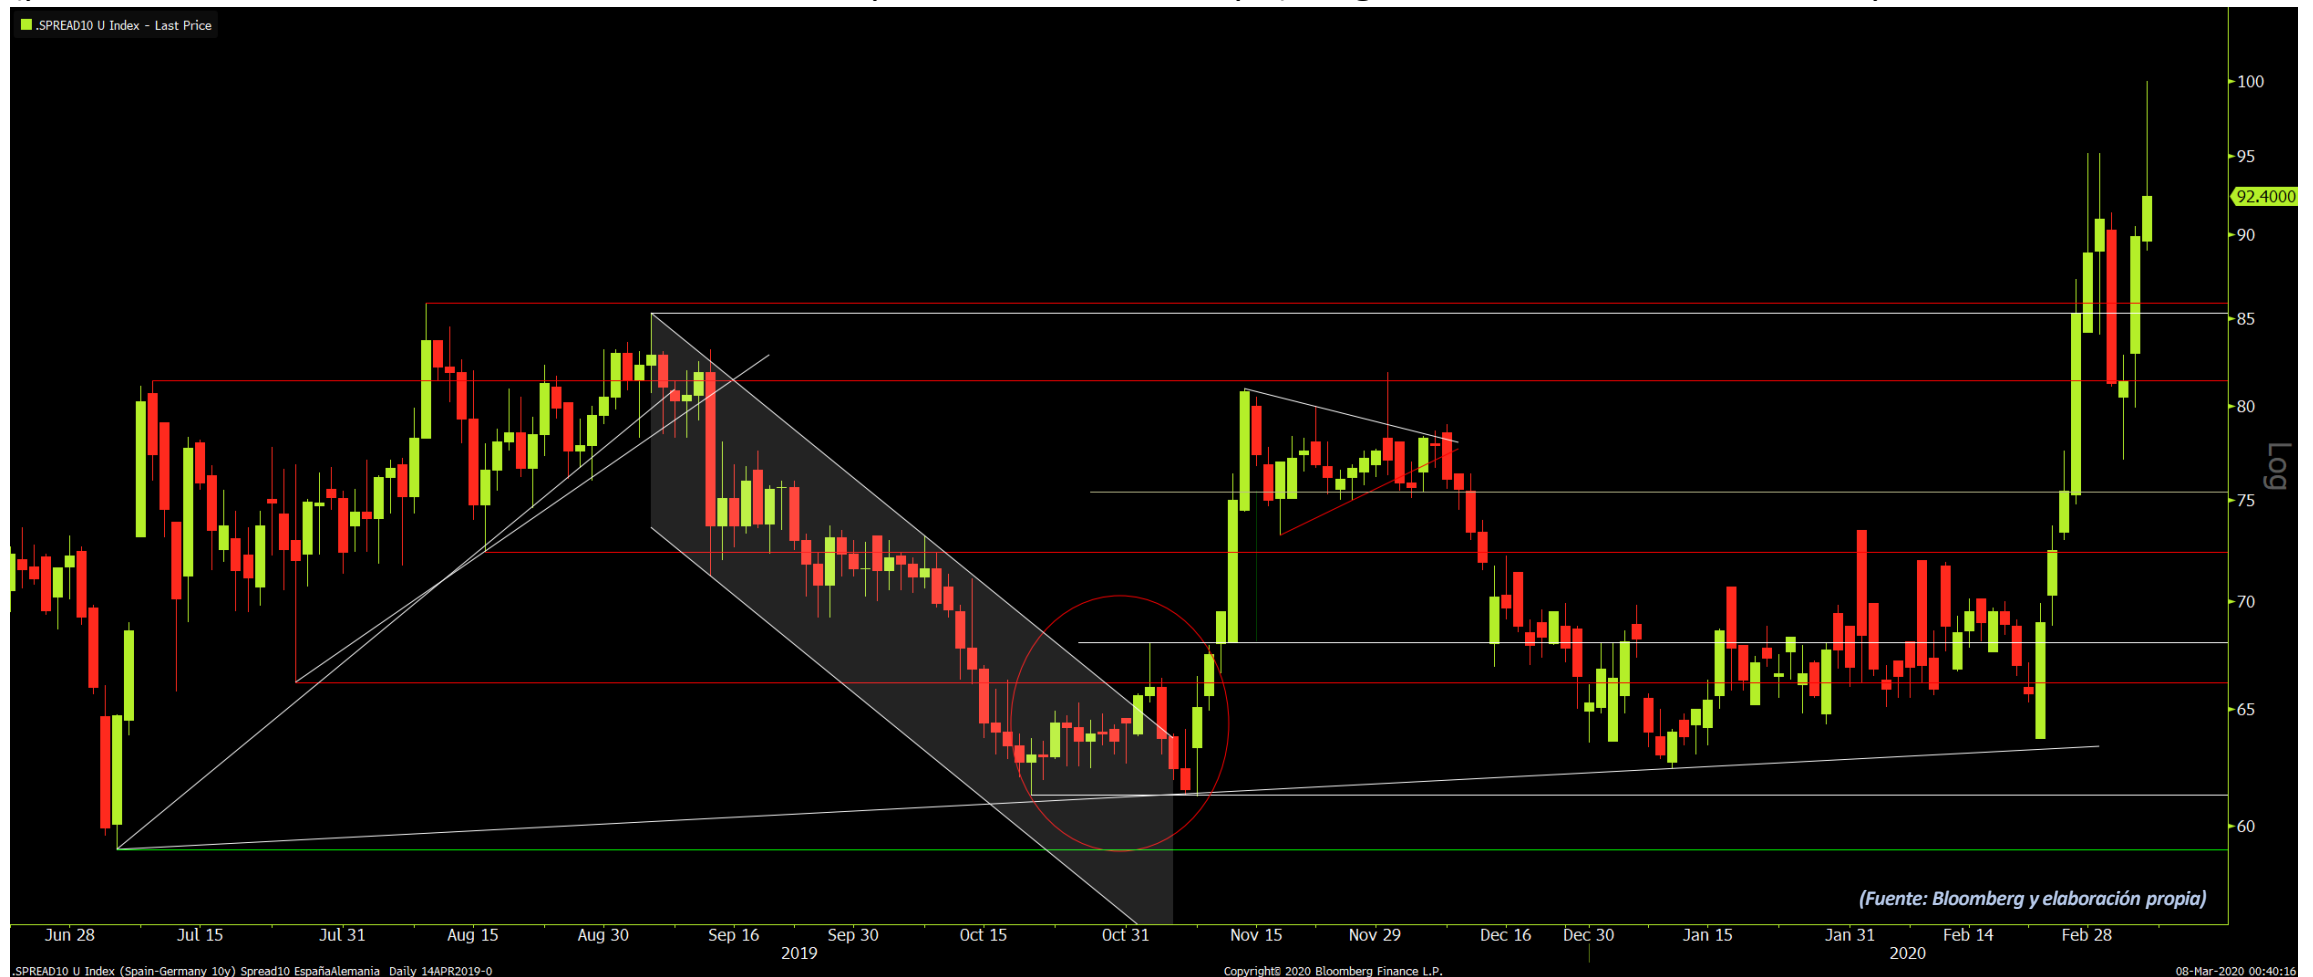 .SPREAD10 U Index - Last Price
100
95
92.4000
90
85
80
75
Log
70
65
60
(Fuente: Bloomberg y elaboración propia)
Jun 28 Jul 15 Jul 31 Aug 15 Aug 30 Sep 16 Sep 30 Oct 15 Oct 31 Nov 15 Nov 29 Dec 16 Dec 30 Jan 15 Jan 31 Feb 14 Feb 28
2019 2020
.SPREAD10 U Index (Spain-Germany 10y) Spread10 EspañaAlemania Daily 14APR2019-0 Copyright© 2020 Bloomberg Finance L.P. 08-Mar-2020 00:40:16